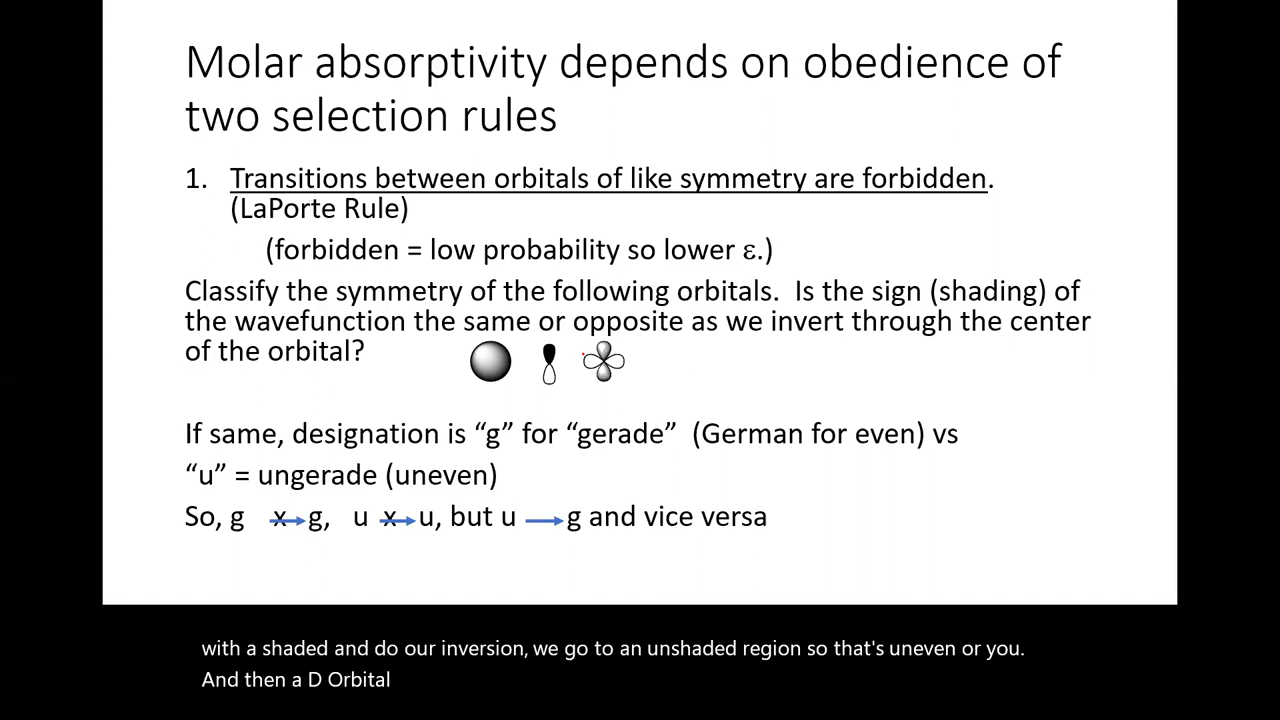 Molar absorptivity depends on obedience of
two selection rules
1. Transitions between orbitals of like symmetry are forbidden.
(LaPorte Rule)
(forbidden = low probability so lower ε.)
Classify the symmetry of the following orbitals. Is the sign (shading) of
the wavefunction the same or opposite as we invert through the center
of the orbital?
If same, designation is “g” for “gerade” (German for even) vs
“u” = ungerade (uneven)
So, g x→ g, u x→ u, but u → g and vice versa
with a shaded and do our inversion, we go to an unshaded region so that's uneven or you.
And then a D Orbital